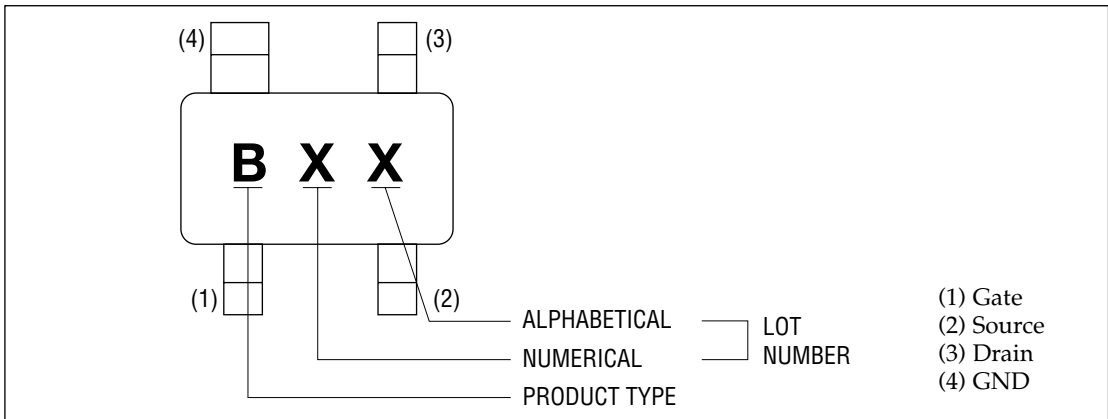 (4)
(3)
B X X
(1)
(2)
ALPHABETICAL
NUMERICAL
LOT
NUMBER
PRODUCT TYPE
(1) Gate
(2) Source
(3) Drain
(4) GND